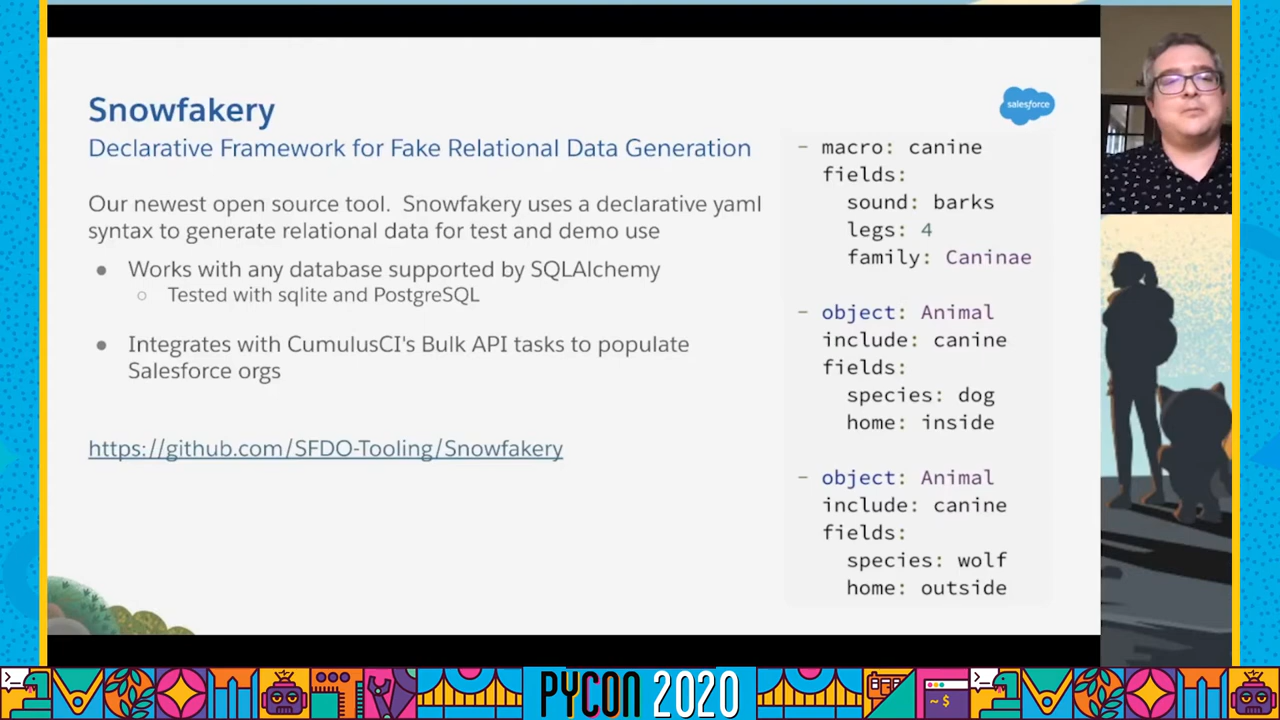 Snowfakery
Declarative Framework for Fake Relational Data Generation
Our newest open source tool.  Snowfakery uses a declarative yaml
syntax to generate relational data for test and demo use
● Works with any database supported by SQLAlchemy
○ Tested with sqlite and PostgreSQL
● Integrates with CumulusCI's Bulk API tasks to populate
Salesforce orgs
https://github.com/SFDO-Tooling/Snowfakery
salesforce
- macro: canine
fields:
sound: barks
legs: 4
family: Caninae
- object: Animal
include: canine
fields:
species: dog
home: inside
- object: Animal
include: canine
fields:
species: wolf
home: outside
PYCON 2020
~$